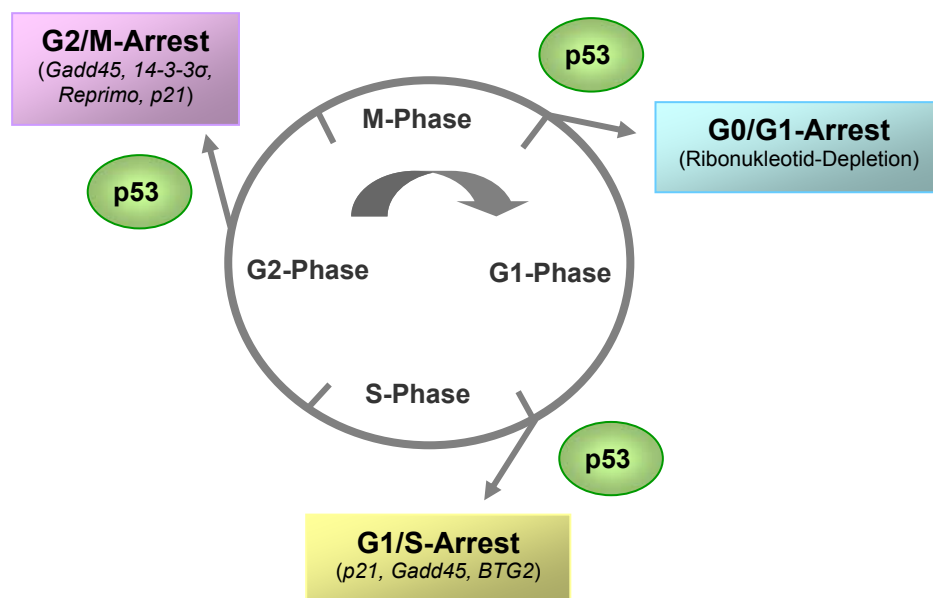 G2/M-Arrest
(Gadd45, 14-3-3σ,
Reprimo, p21)
p53
p53
G0/G1-Arrest
(Ribonukleotid-Depletion)
M-Phase
G2-Phase
G1-Phase
S-Phase
p53
G1/S-Arrest
(p21, Gadd45, BTG2)